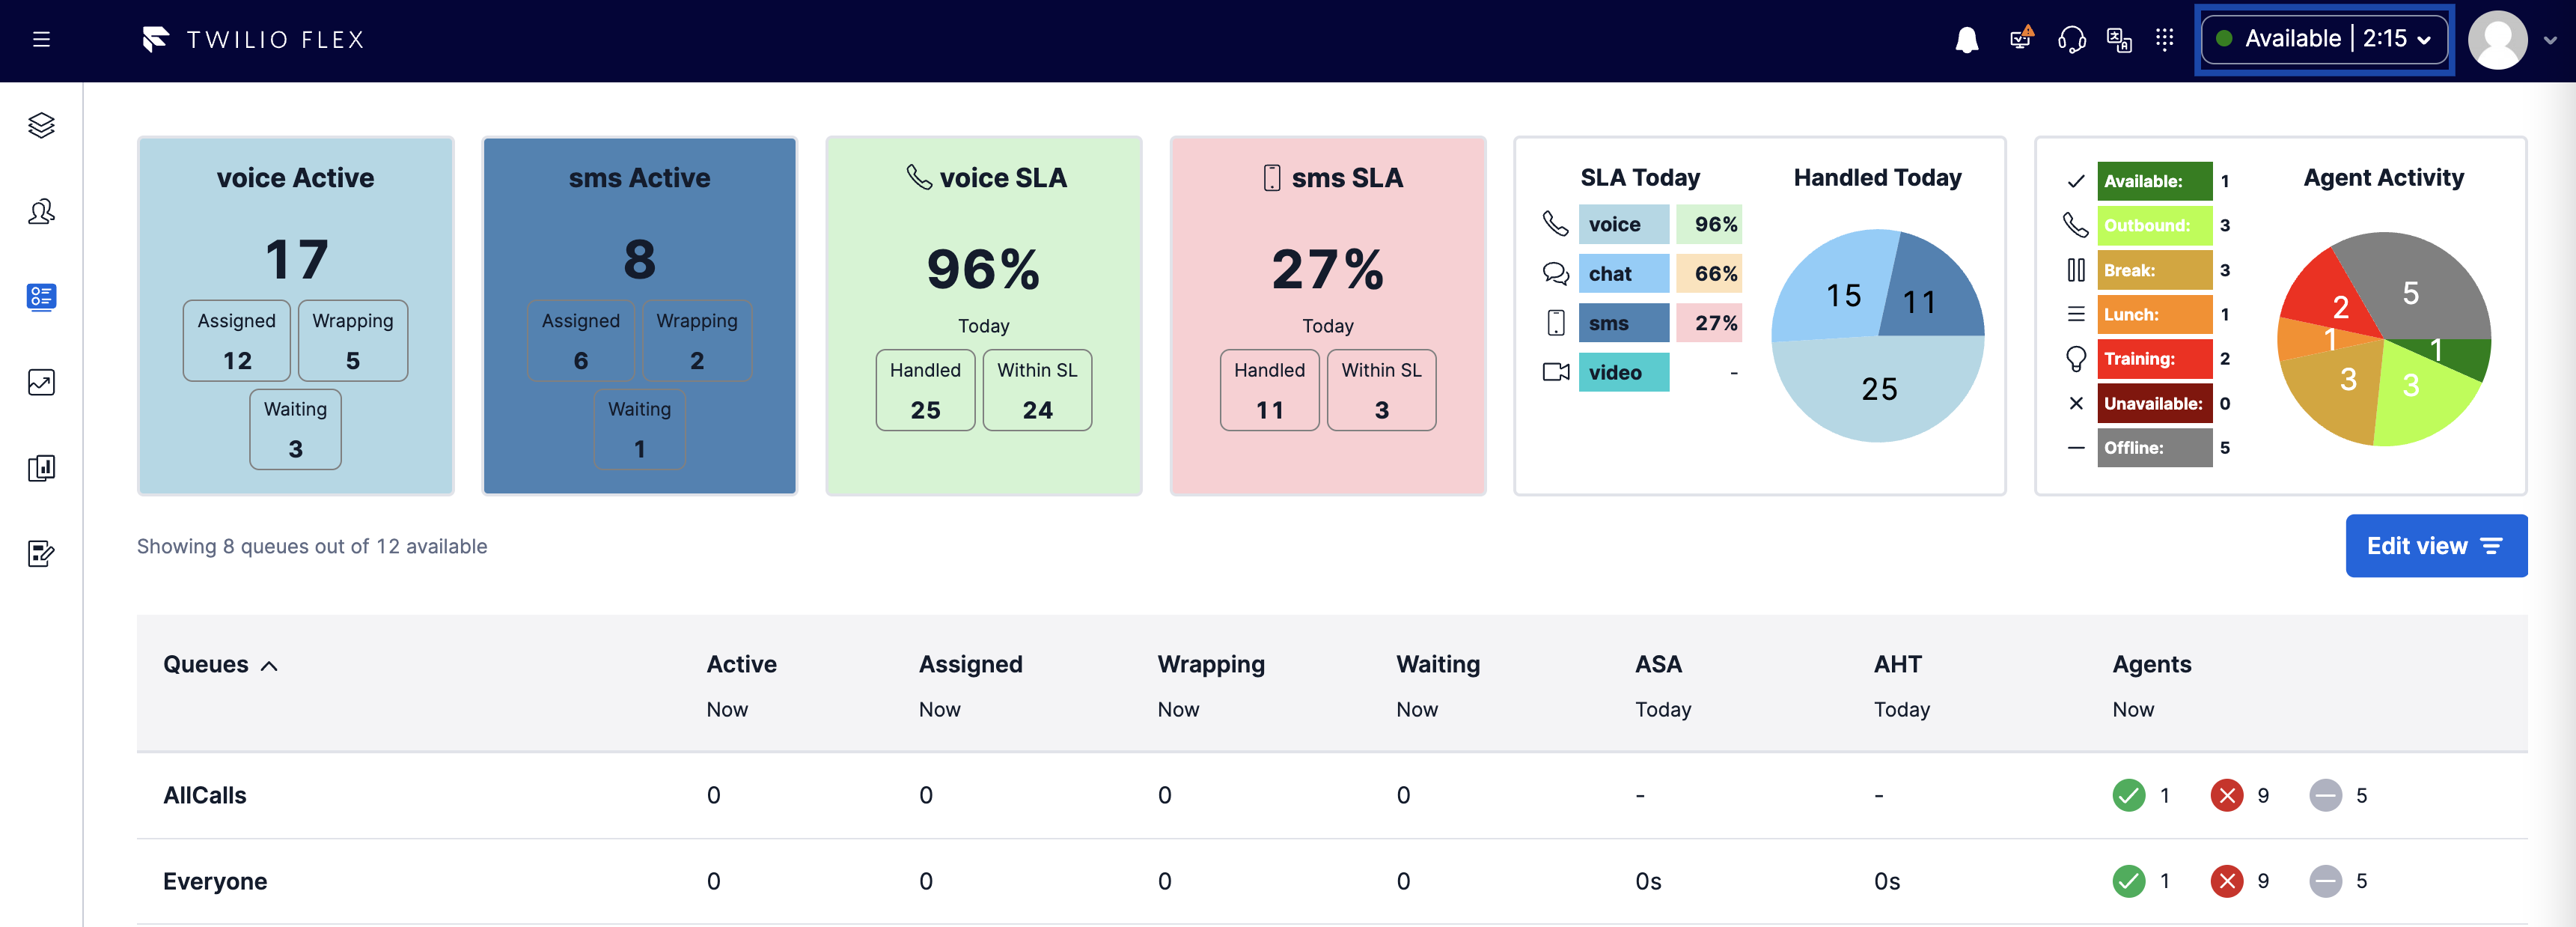 TWILIO FLEX
Available | 2:15
voice Active
17
Assigned
12
Wrapping
5
Waiting
3
sms Active
8
Assigned
6
Wrapping
2
Waiting
1
voice SLA
96%
Today
Handled
25
Within SL
24
sms SLA
27%
Today
Handled
11
Within SL
3
SLA Today
voice 96%
chat 66%
sms 27%
video -
Handled Today
15
11
25
Available: 1
Outbound: 3
Break: 3
Lunch: 1
Training: 2
Unavailable: 0
Offline: 5
Agent Activity
5
2
1
1
3
3
Showing 8 queues out of 12 available
Edit view
Queues Active Assigned Wrapping Waiting ASA AHT Agents
Now Now Now Now Today Today Now
AllCalls 0 0 0 0 - - 1 9 5
Everyone 0 0 0 0 0s 0s 1 9 5